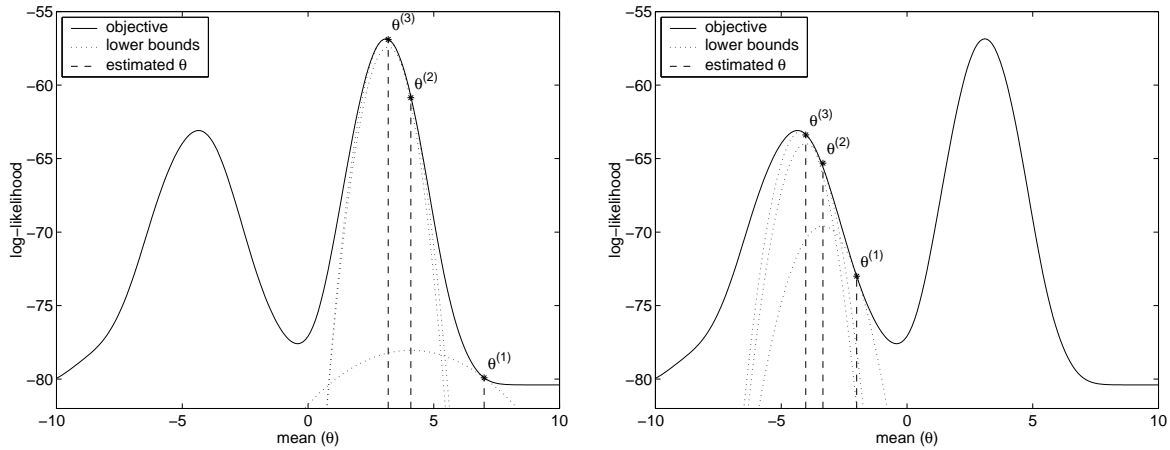 objective
lower bounds
estimated θ
θ(3)
θ(2)
θ(1)
−55
−60
−65
−70
−75
−80
log−likelihood
−10
−5
0
5
10
mean (θ)
objective
lower bounds
estimated θ
θ(3)
θ(2)
θ(1)
−55
−60
−65
−70
−75
−80
log−likelihood
−10
−5
0
5
10
mean (θ)